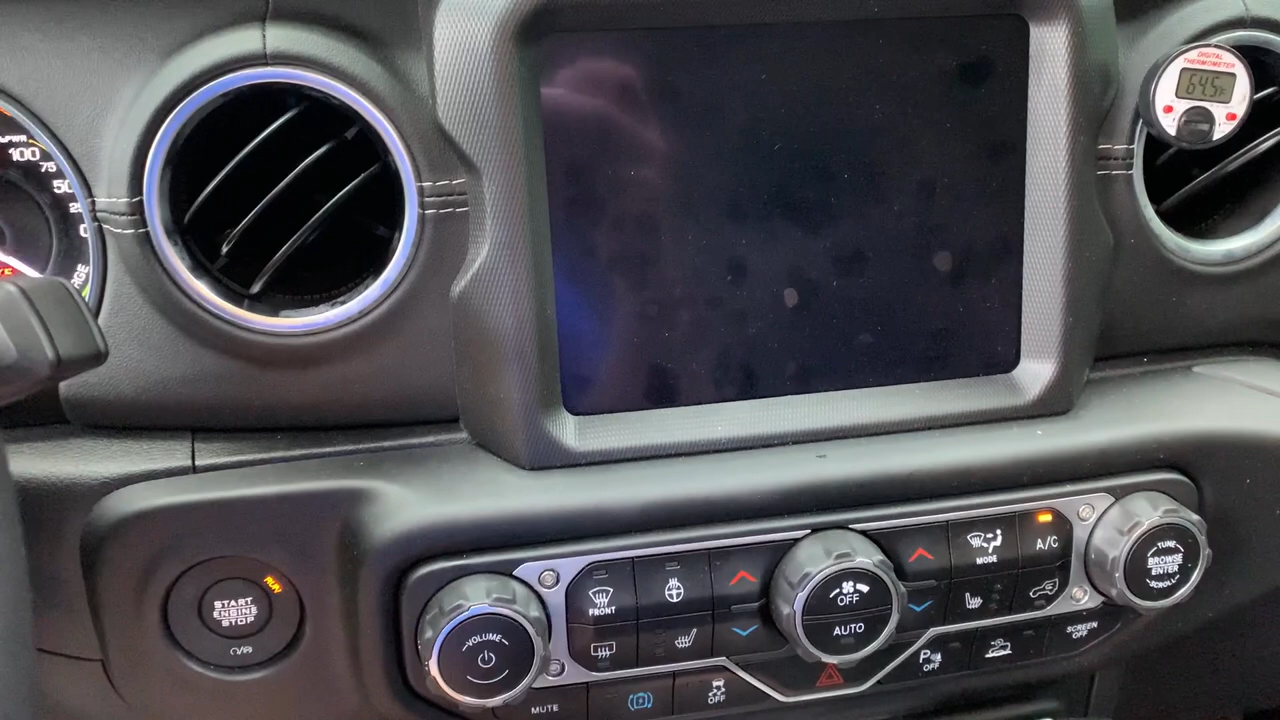 100
75
50
25
0
DIGITAL
THERMOMETER
64.5°F
RUN
START
ENGINE
STOP
VOLUME
MUTE
FRONT
OFF
OFF
AUTO
MODE
A/C
P
OFF
SCREEN
OFF
TUNE
BROWSE
ENTER
SCROLL